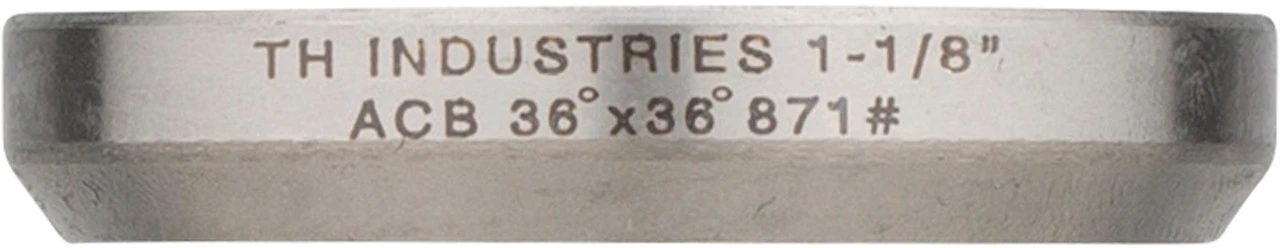 TH INDUSTRIES 1-1/8"
ACB 36°x36° 871#